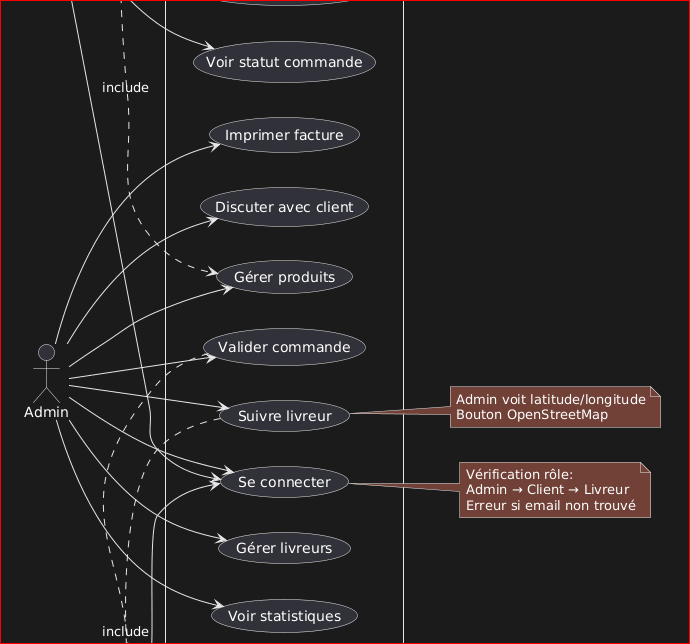 Voir statut commande
include
Imprimer facture
Discuter avec client
Gérer produits
Valider commande
Admin
Suivre livreur
Admin voit latitude/longitude
Bouton OpenStreetMap
Se connecter
Vérification rôle:
Admin → Client → Livreur
Erreur si email non trouvé
Gérer livreurs
Voir statistiques
include